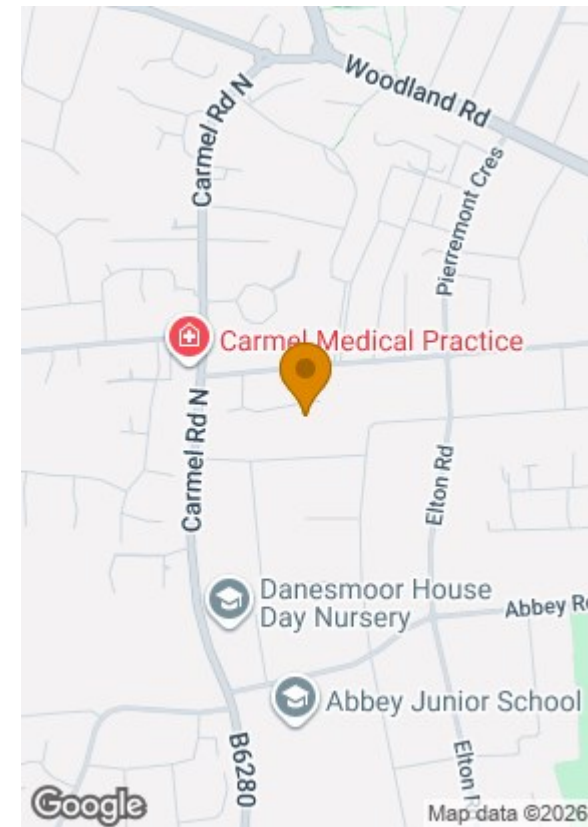 Woodland Rd
Carmel Rd N
Pierremont Cres
Carmel Medical Practice
Carmel Rd N
Elton Rd
Danesmoor House
Day Nursery
Abbey R
Abbey Junior School
B6280
Elton R
Google
Map data ©2026